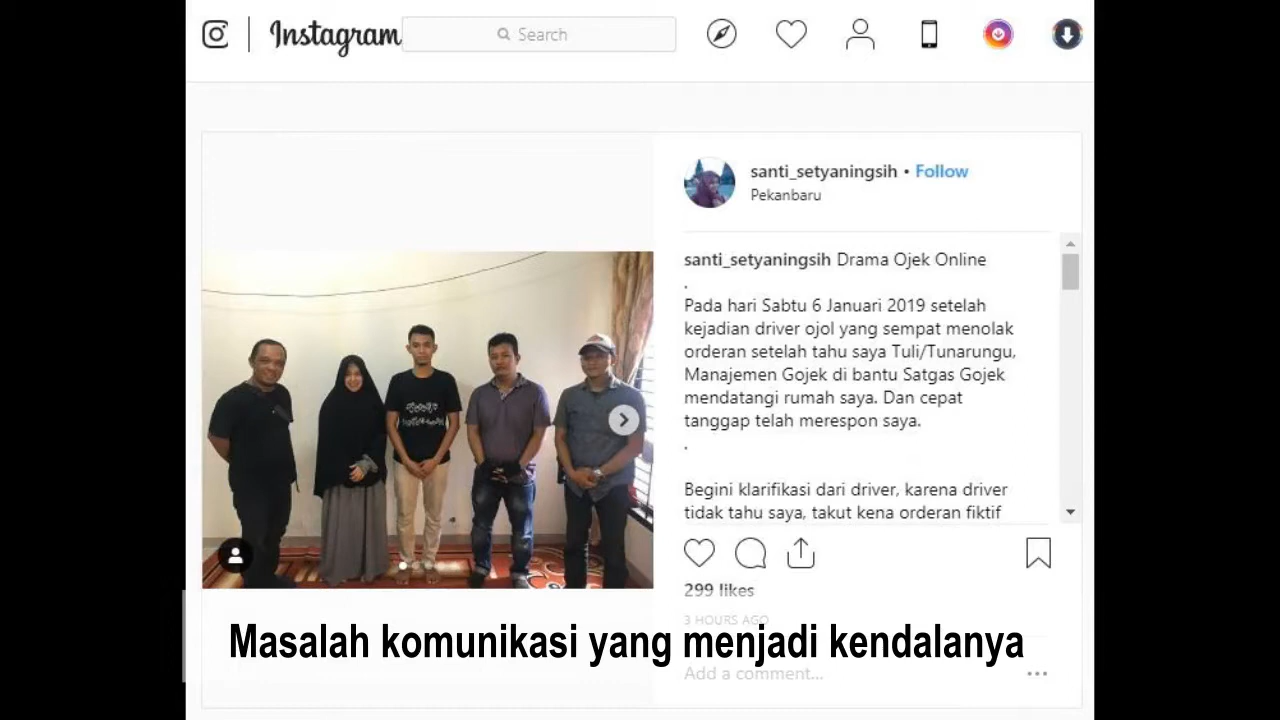 Instagram
Search
santi_setyaningsih • Follow
Pekanbaru
santi_setyaningsih Drama Ojek Online
.
Pada hari Sabtu 6 Januari 2019 setelah
kejadian driver ojol yang sempat menolak
orderan setelah tahu saya Tuli/Tunarungu,
Manajemen Gojek di bantu Satgas Gojek
mendatangi rumah saya. Dan cepat
tanggap telah merespon saya.
.
Begini klarifikasi dari driver, karena driver
tidak tahu saya, takut kena orderan fiktif
299 likes
3 HOURS AGO
Masalah komunikasi yang menjadi kendalanya
Add a comment...